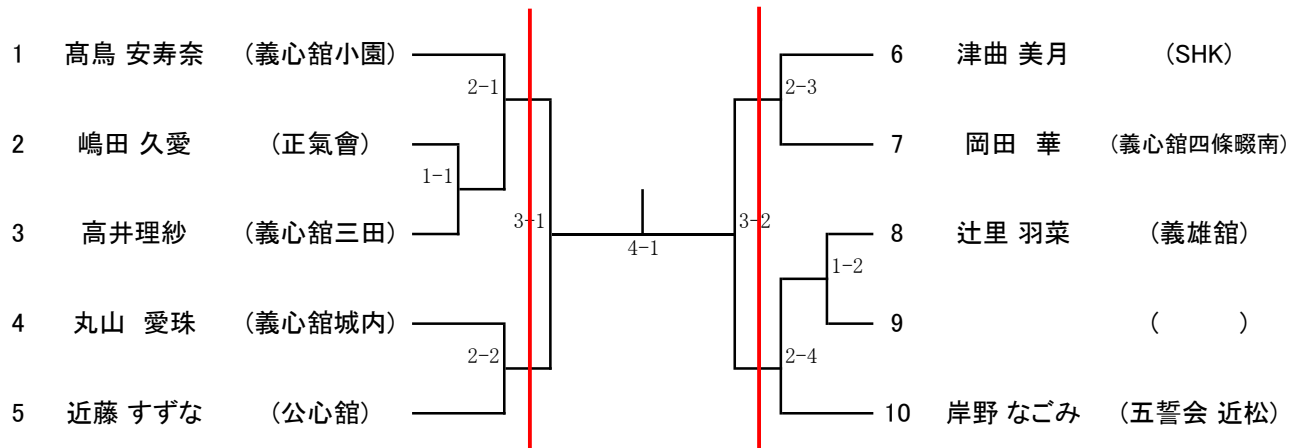 1 髙鳥 安寿奈 (義心舘小園) 6 津曲 美月 (SHK)
2-1 2-3
2 嶋田 久愛 (正氣會) 7 岡田 華 (義心舘四條畷南)
1-1
3-1 3-2
3 高井理紗 (義心舘三田) 8 辻里 羽菜 (義雄舘)
4-1
1-2
4 丸山 愛珠 (義心舘城内) 9 ( )
2-2 2-4
5 近藤 すずな (公心舘) 10 岸野 なごみ (五誓会 近松)